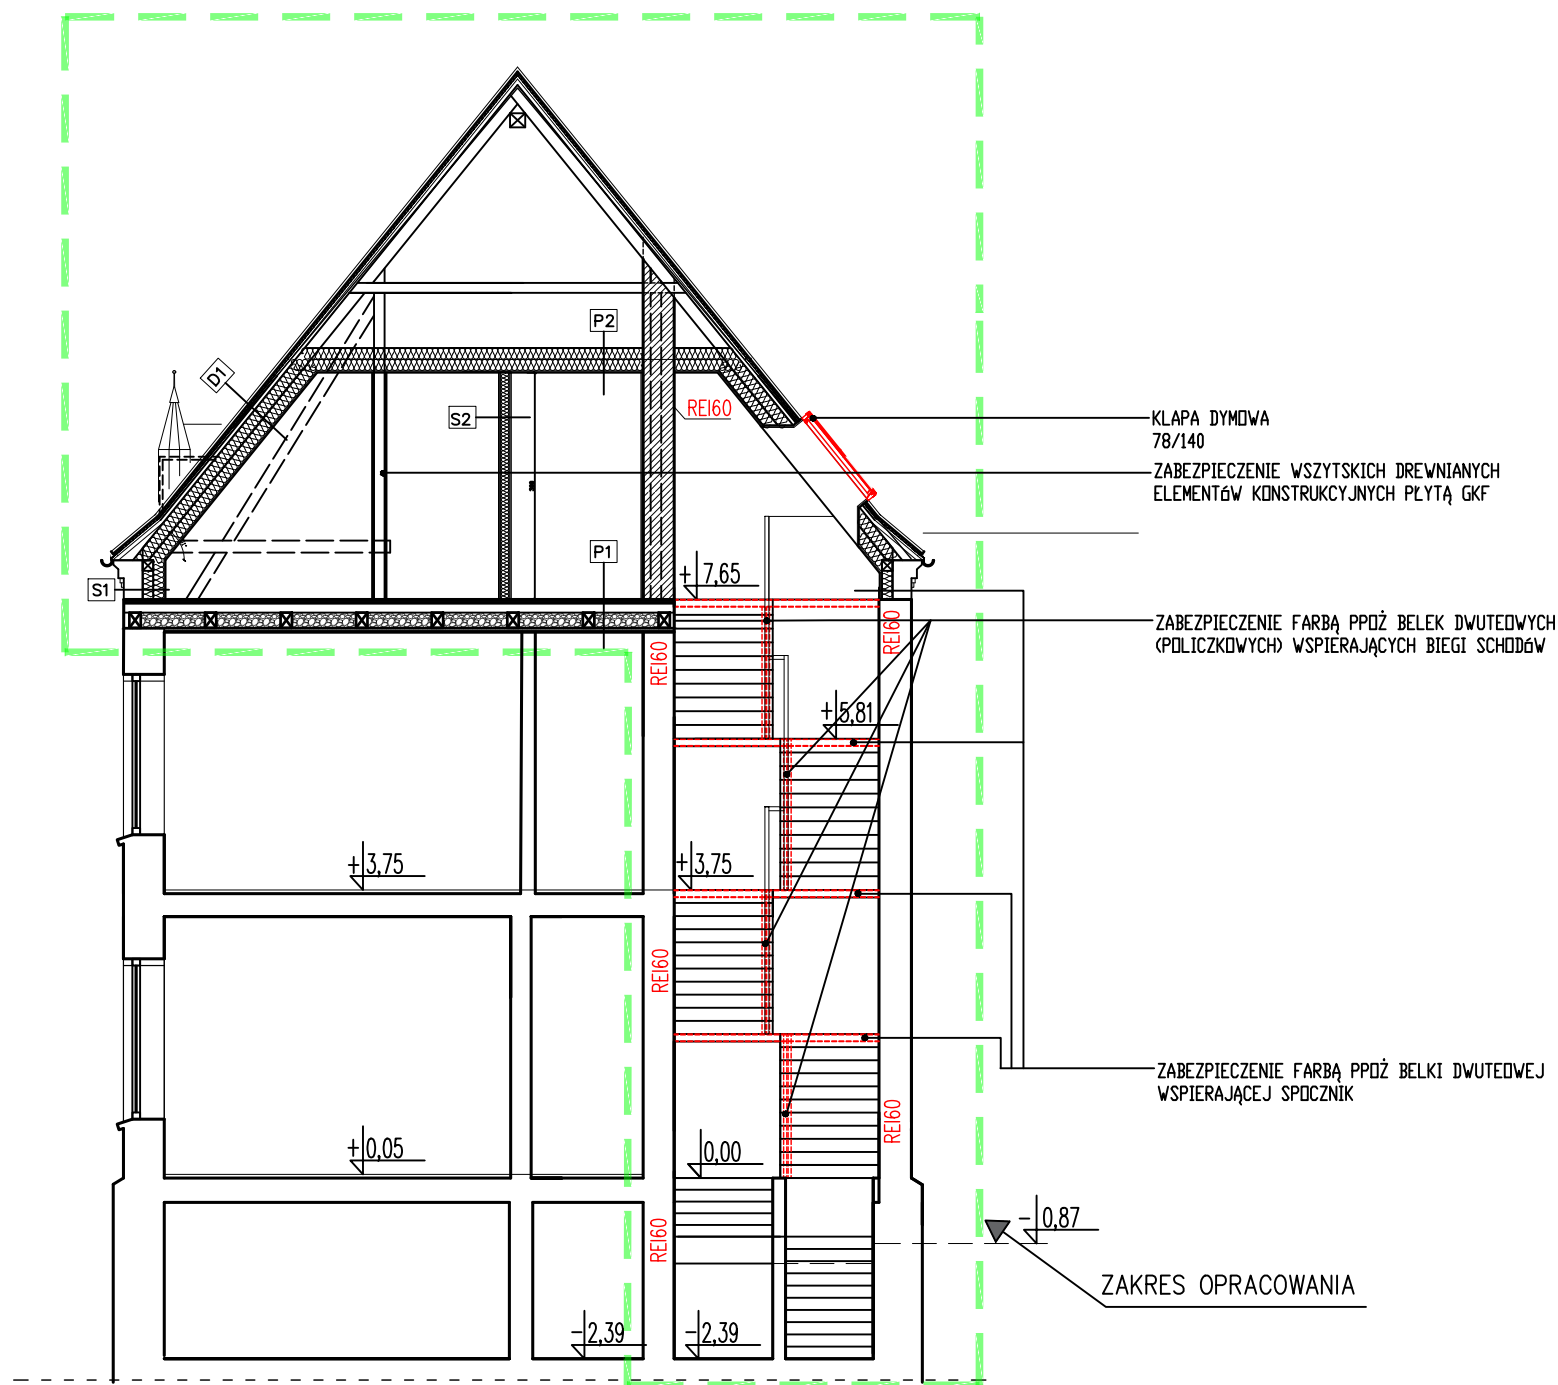 P2
D1
S2
REI60
KLAPA DYMOWA
78/140
ZABEZPIECZENIE WSZYTSKICH DREWNIANYCH
ELEMENTÓW KONSTRUKCYJNYCH PŁYTĄ GKF
P1
S1
+ 7,65
REI60
REI60
ZABEZPIECZENIE FARBĄ PPOŻ BELEK DWUTEOWYCH
(POLICZKOWYCH) WSPIERAJĄCYCH BIEGI SCHODÓW
+ 5,81
+ 3,75
+ 3,75
REI60
ZABEZPIECZENIE FARBĄ PPOŻ BELKI DWUTEOWEJ
WSPIERAJĄCEJ SPOCZNIK
REI60
+ 0,05
0,00
REI60
- 0,87
ZAKRES OPRACOWANIA
- 2,39
- 2,39